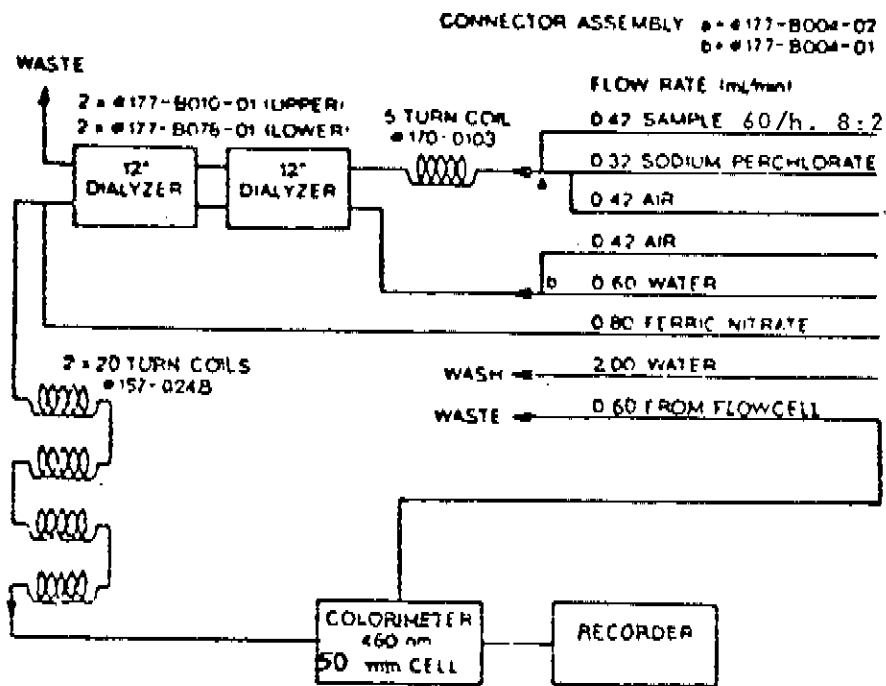 CONNECTOR ASSEMBLY a = #177-B004-02
b = #177-B004-01
WASTE
FLOW RATE (mL/min)
2 x #177-B010-01 (UPPER)
2 x #177-B078-01 (LOWER)
5 TURN COIL
#170-0103
0.42 SAMPLE 60/h. 8:2
12" DIALYZER
12" DIALYZER
0.32 SODIUM PERCHLORATE
a
0.42 AIR
0.42 AIR
b
0.60 WATER
0.80 FERRIC NITRATE
2 x 20 TURN COILS
#157-0248
WASH
2.00 WATER
WASTE
0.60 FROM FLOWCELL
COLORIMETER
460 nm
50 mm CELL
RECORDER